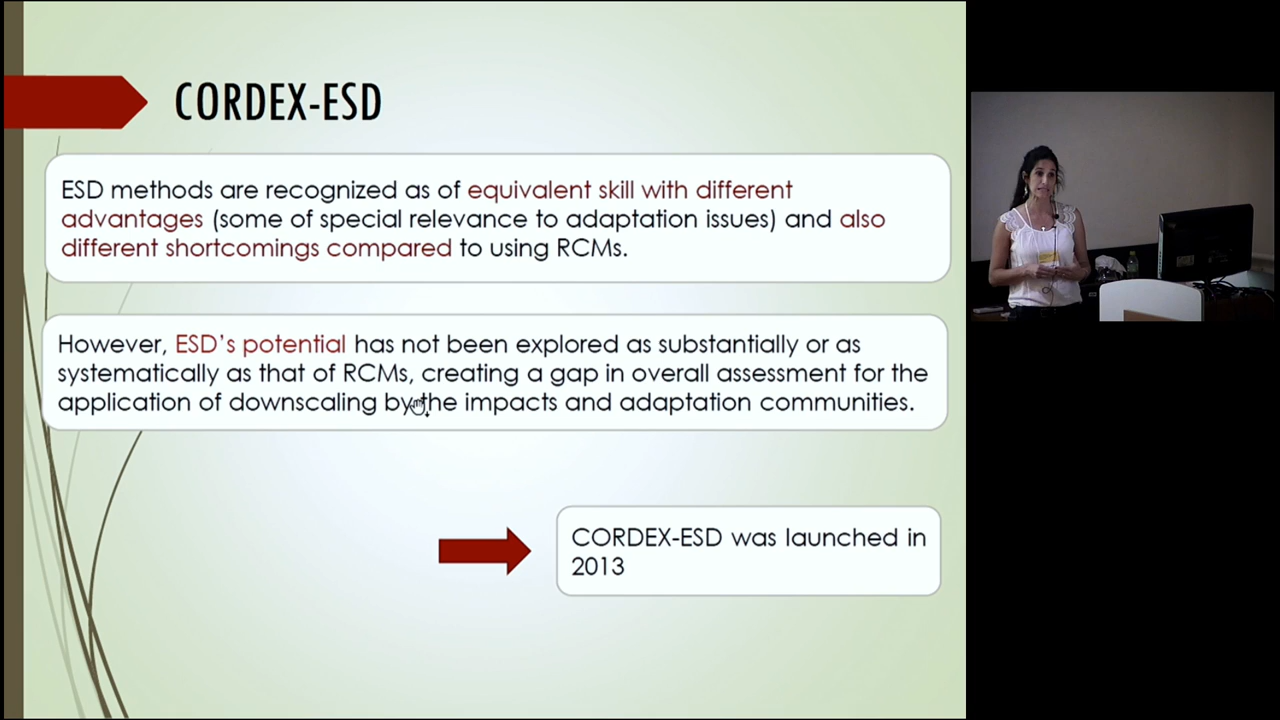 CORDEX-ESD
ESD methods are recognized as of equivalent skill with different
advantages (some of special relevance to adaptation issues) and also
different shortcomings compared to using RCMs.
However, ESD's potential has not been explored as substantially or as
systematically as that of RCMs, creating a gap in overall assessment for the
application of downscaling by the impacts and adaptation communities.
CORDEX-ESD was launched in
2013